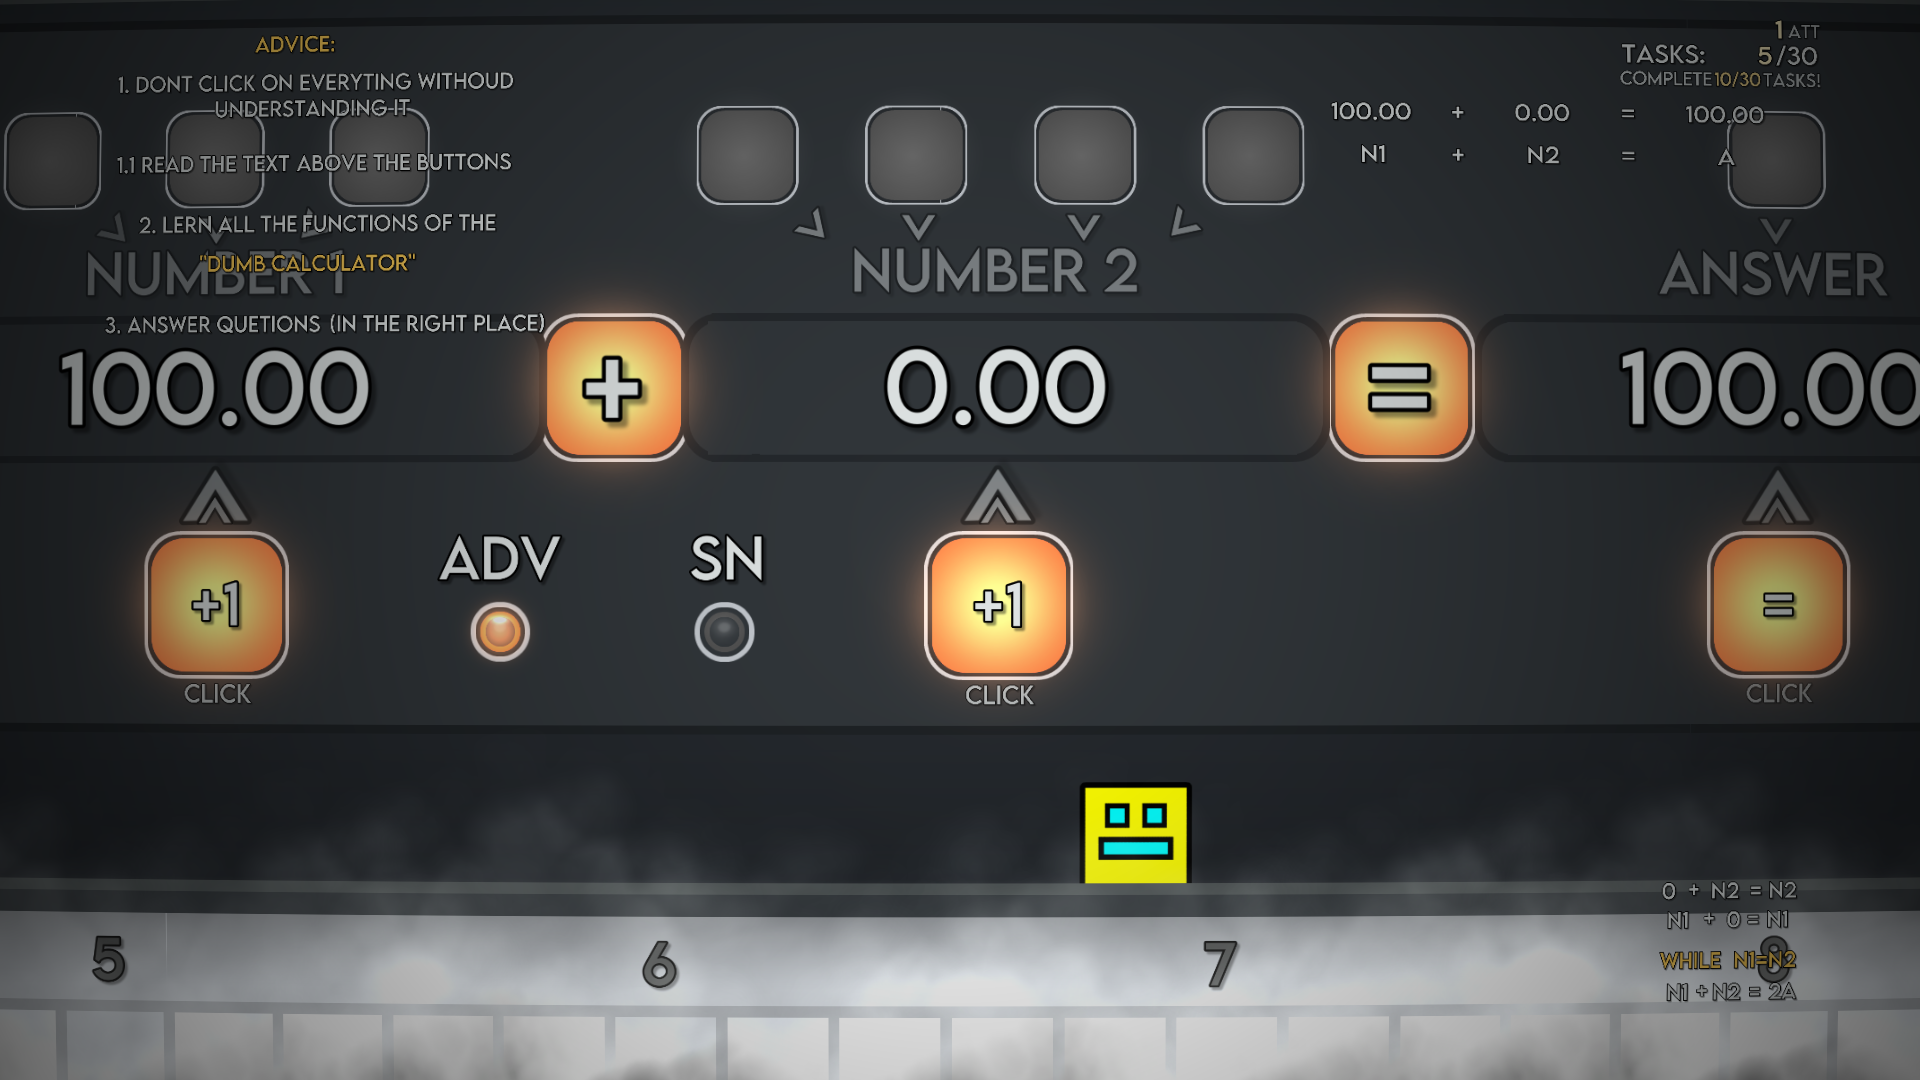 ADVICE:
1. DONT CLICK ON EVERYTING WITHOUD
UNDERSTANDING IT
1.1 READ THE TEXT ABOVE THE BUTTONS
2. LERN ALL THE FUNCTIONS OF THE
"DUMB CALCULATOR"
3. ANSWER QUETIONS (IN THE RIGHT PLACE)
1 ATT
TASKS: 5/30
COMPLETE 10/30 TASKS!
100.00 + 0.00 = 100.00
N1 + N2 = A
NUMBER 1
NUMBER 2
ANSWER
100.00 + 0.00 = 100.00
ADV
SN
+1
+1
=
CLICK
CLICK
CLICK
0 + N2 = N2
N1 + 0 = N1
WHILE N1=N2
N1 + N2 = 2A
5 6 7 8